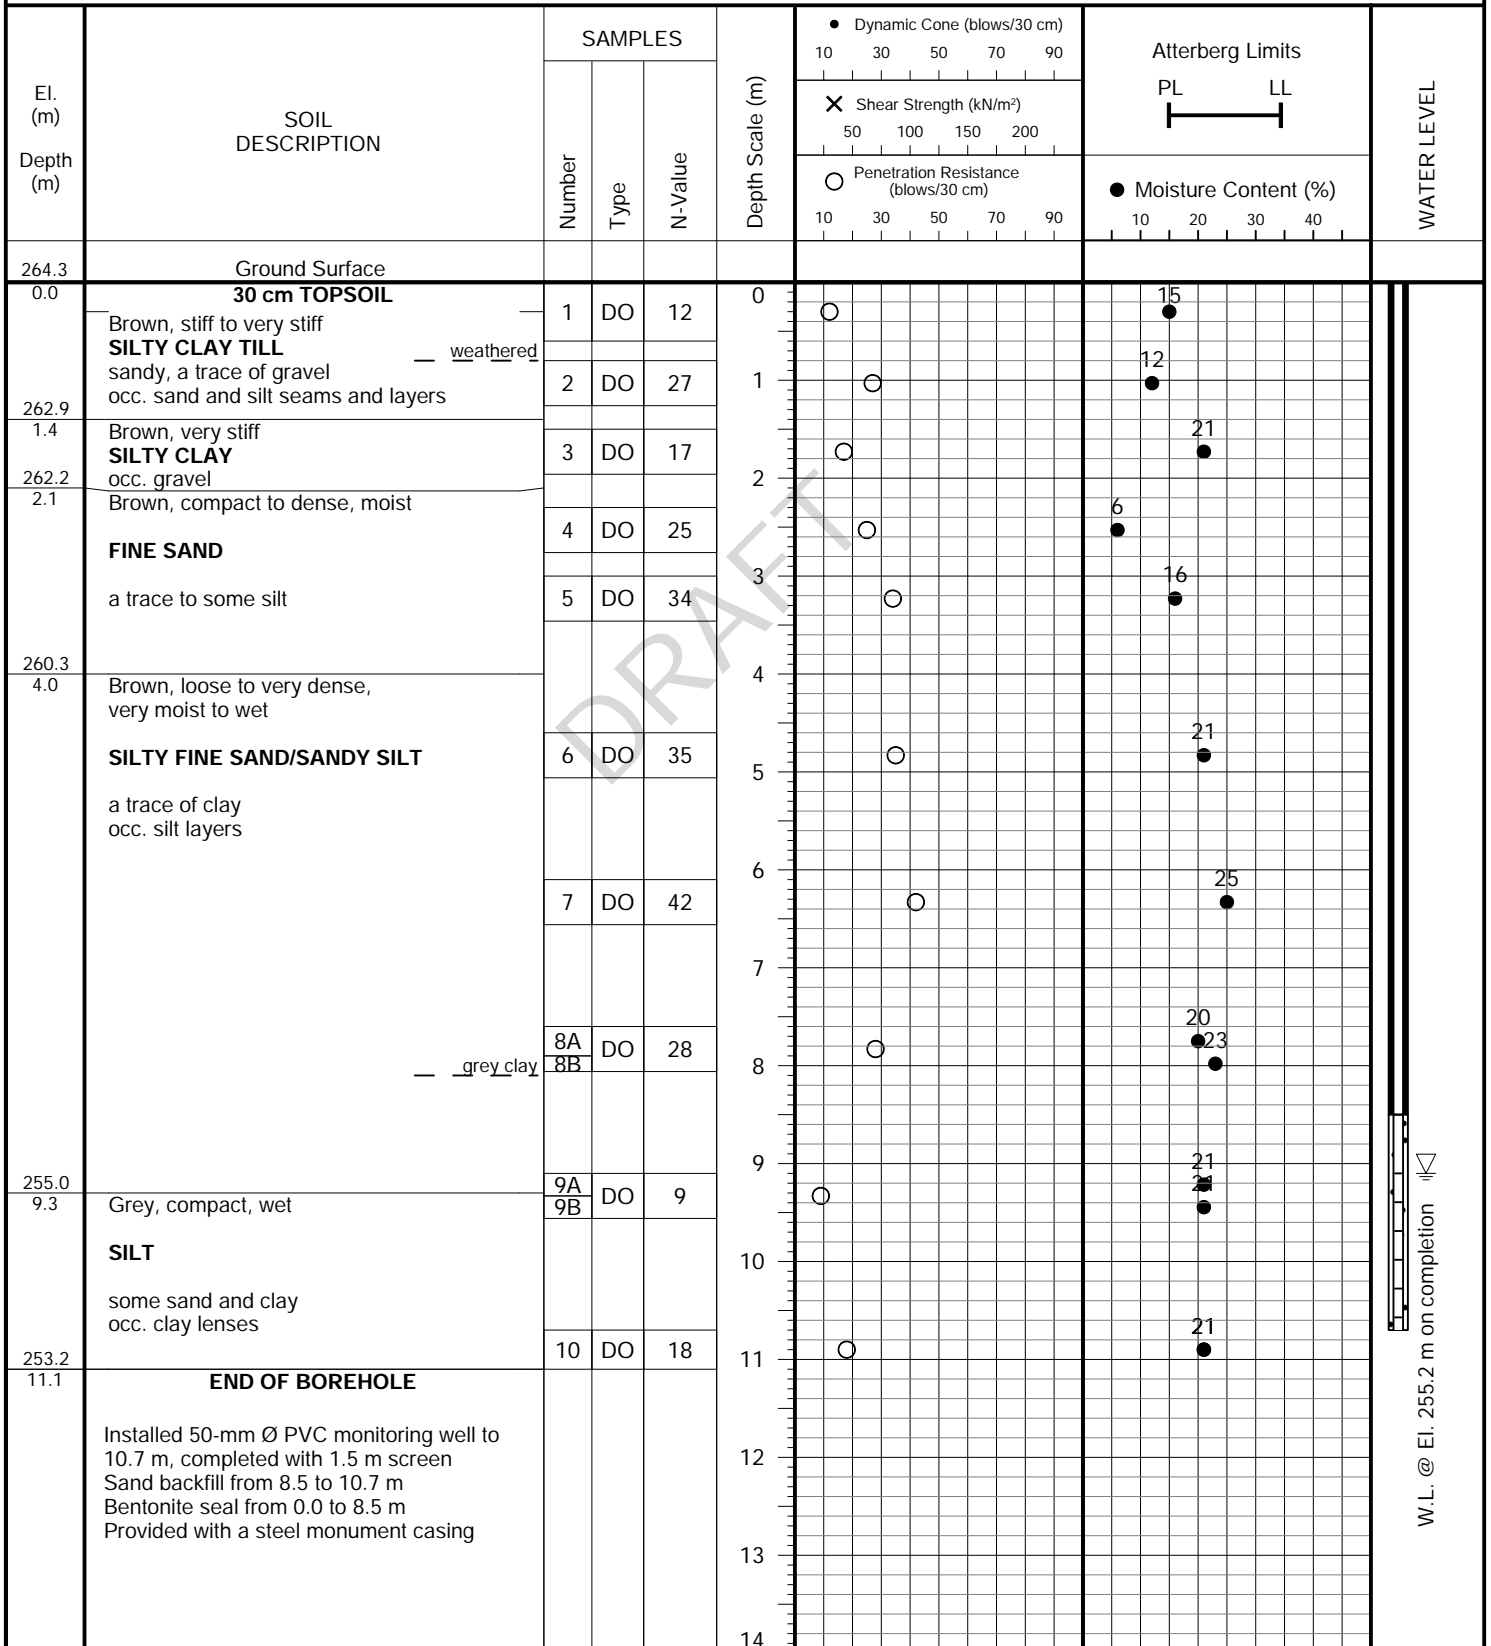 El.
(m)
Depth
(m)
SOIL
DESCRIPTION
SAMPLES
Number
Type
N-Value
Depth Scale (m)
● Dynamic Cone (blows/30 cm)
10 30 50 70 90
✕ Shear Strength (kN/m²)
50 100 150 200
○ Penetration Resistance
(blows/30 cm)
10 30 50 70 90
Atterberg Limits
PL LL
● Moisture Content (%)
10 20 30 40
WATER LEVEL
264.3 Ground Surface
0.0 30 cm TOPSOIL
0
15
1 DO 12
Brown, stiff to very stiff
SILTY CLAY TILL
weathered
sandy, a trace of gravel
12
2 DO 27
1
occ. sand and silt seams and layers
262.9
1.4 Brown, very stiff
21
SILTY CLAY
3 DO 17
occ. gravel
262.2
2
2.1 Brown, compact to dense, moist
6
4 DO 25
FINE SAND
3
16
a trace to some silt
5 DO 34
260.3
4
4.0 Brown, loose to very dense,
very moist to wet
21
SILTY FINE SAND/SANDY SILT
6 DO 35
5
a trace of clay
occ. silt layers
6
25
7 DO 42
7
20
8A DO 28
23
grey clay 8B
8
9
21
255.0 9A DO 9
21
9.3 Grey, compact, wet 9B
SILT
10
some sand and clay
occ. clay lenses
21
10 DO 18
253.2
11
11.1 END OF BOREHOLE
Installed 50-mm Ø PVC monitoring well to
10.7 m, completed with 1.5 m screen
12
Sand backfill from 8.5 to 10.7 m
Bentonite seal from 0.0 to 8.5 m
Provided with a steel monument casing
13
14
W.L. @ El. 255.2 m on completion
DRAFT